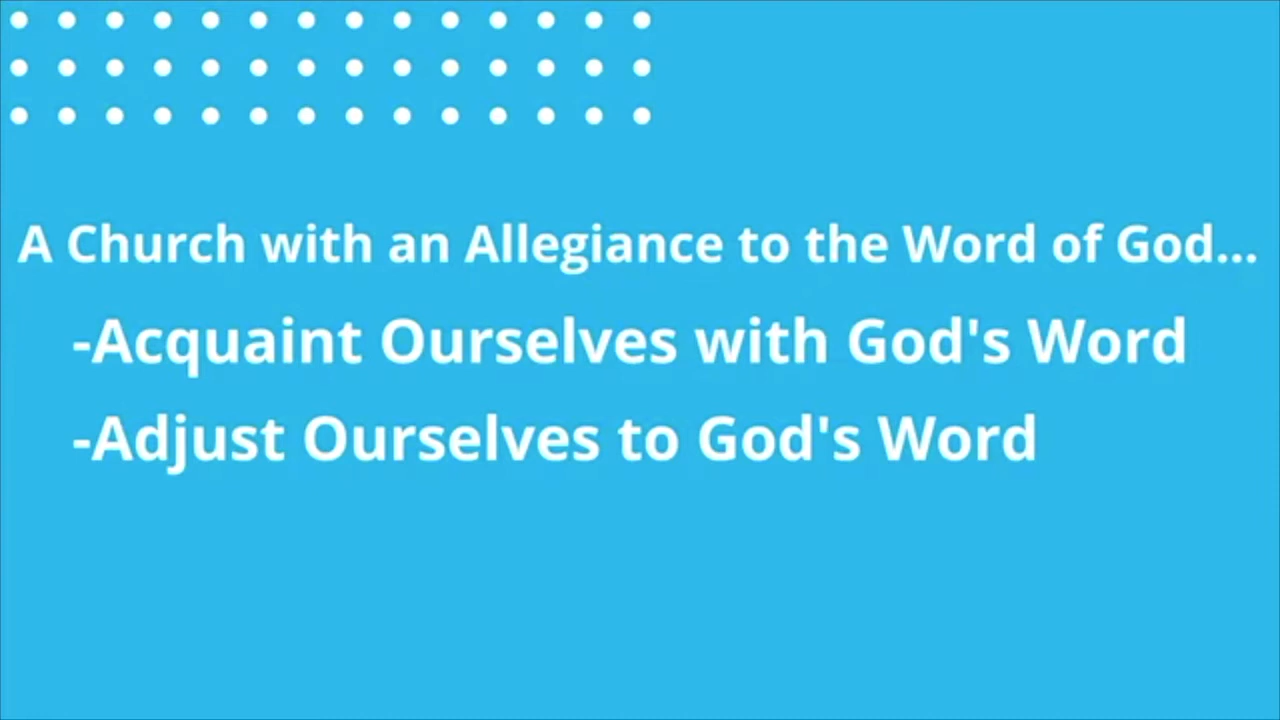 A Church with an Allegiance to the Word of God...
-Acquaint Ourselves with God's Word
-Adjust Ourselves to God's Word